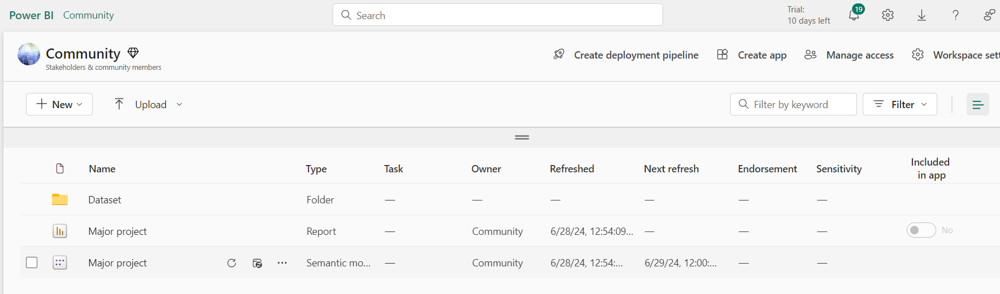 Power BI Community
Search
Trial:
10 days left
19
Community
Stakeholders & community members
Create deployment pipeline
Create app
Manage access
Workspace sett
New
Upload
Filter by keyword
Filter
Name Type Task Owner Refreshed Next refresh Endorsement Sensitivity Included
in app
Dataset Folder — — — — — —
Major project Report — Community 6/28/24, 12:54:09... — — — No
Major project Semantic mo... — Community 6/28/24, 12:54:... 6/29/24, 12:00:... — —